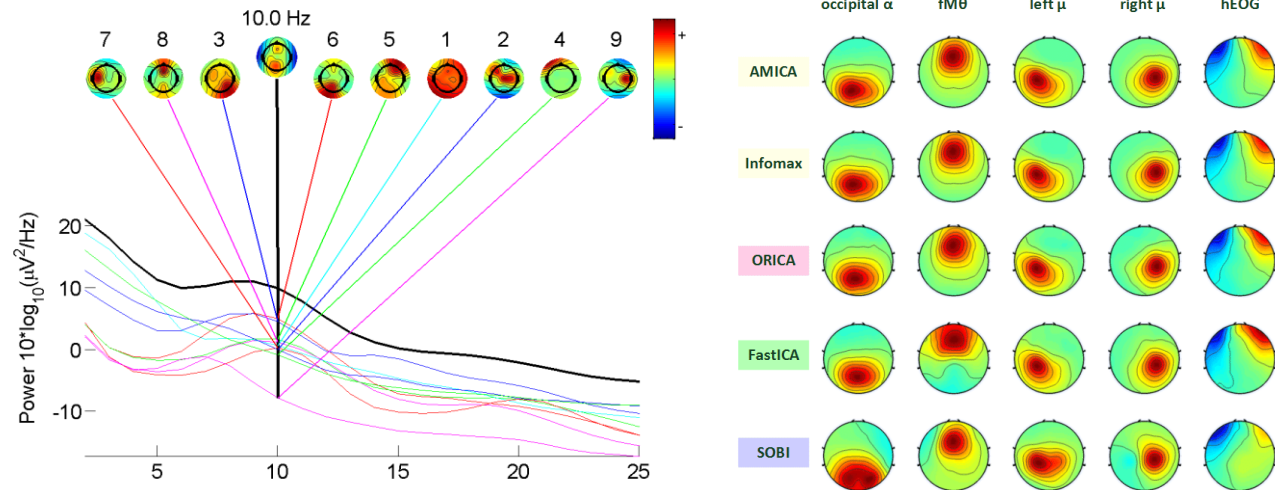 10.0 Hz
7 8 3 6 5 1 2 4 9
+
-
Power 10*log10(μV2/Hz)
20
10
0
-10
5 10 15 20 25
occipital α fMθ left μ right μ hEOG
AMICA
Infomax
ORICA
FastICA
SOBI